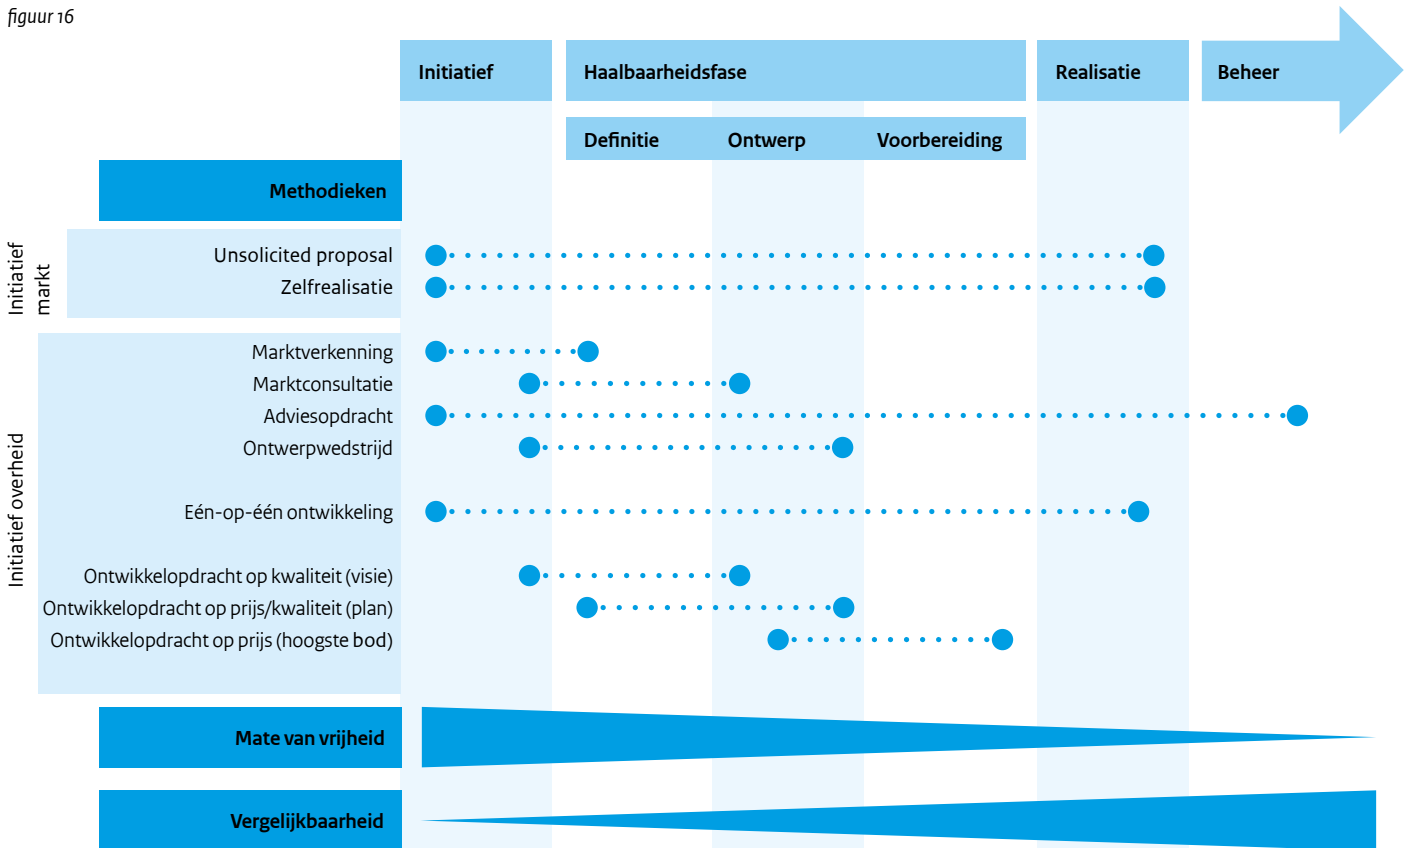 figuur 16
Initiatief
Haalbaarheidsfase
Realisatie
Beheer
Definitie
Ontwerp
Voorbereiding
Methodieken
Initiatief
markt
Unsolicited proposal
Zelfrealisatie
Initiatief overheid
Marktverkenning
Marktconsultatie
Adviesopdracht
Ontwerpwedstrijd
Eén-op-één ontwikkeling
Ontwikkelopdracht op kwaliteit (visie)
Ontwikkelopdracht op prijs/kwaliteit (plan)
Ontwikkelopdracht op prijs (hoogste bod)
Mate van vrijheid
Vergelijkbaarheid